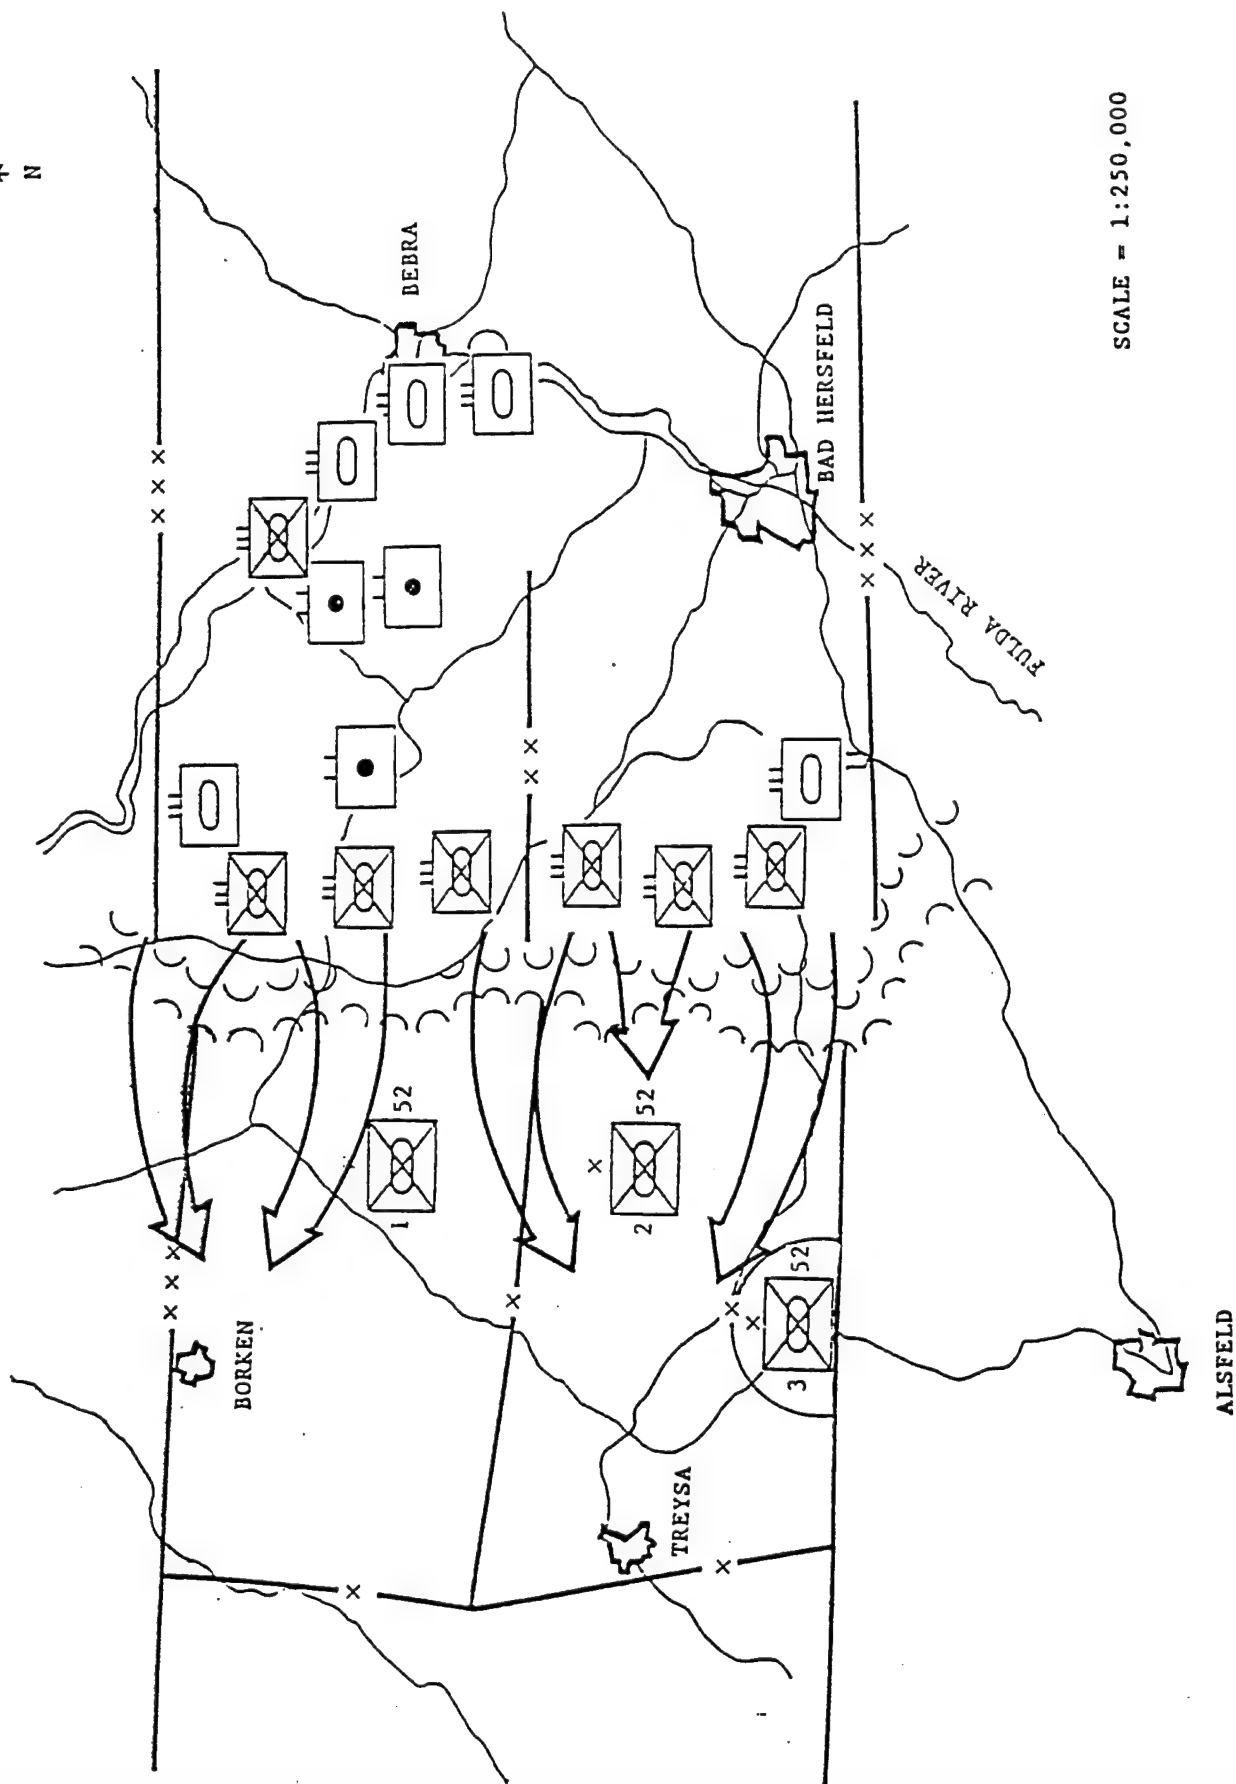 N
BORKEN
1 52
BEBRA
2 52
TREYSA
3 52
BAD HERSFELD
FULDA RIVER
SCALE = 1:250,000
ALSFELD